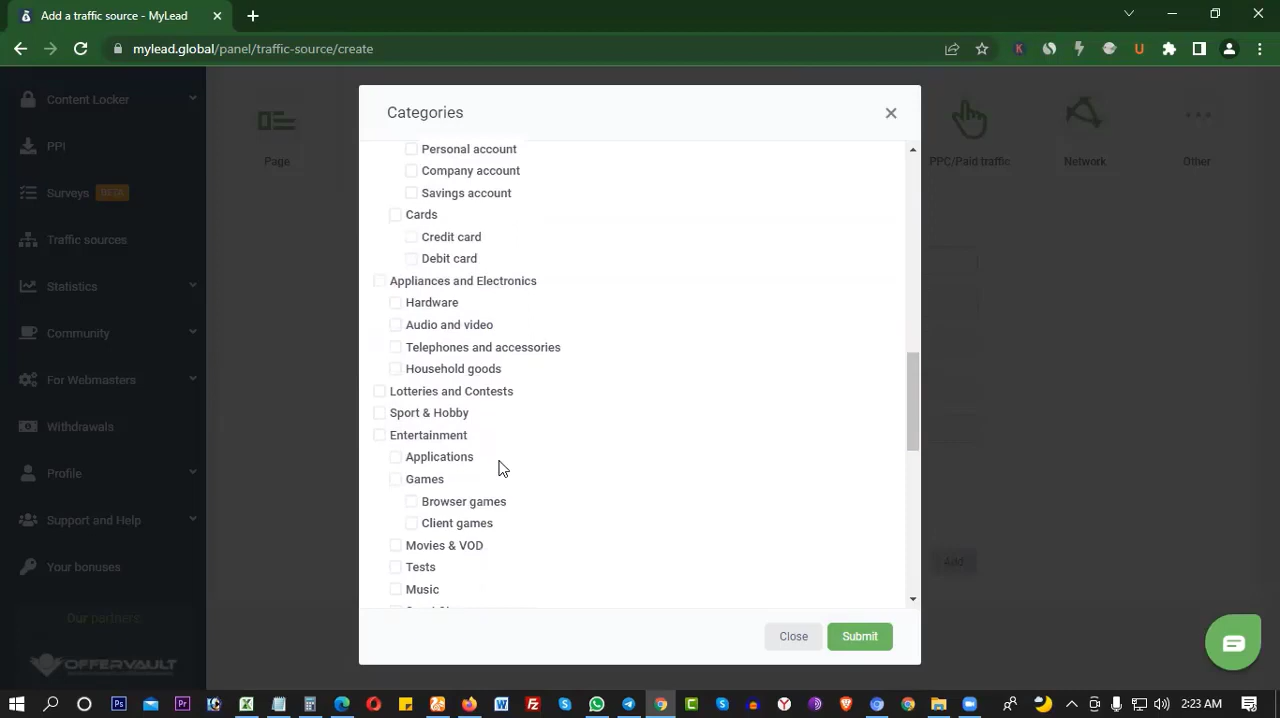 Add a traffic source - MyLead
mylead.global/panel/traffic-source/create
Content Locker
PPI
Surveys BETA
Traffic sources
Statistics
Community
For Webmasters
Withdrawals
Profile
Support and Help
Your bonuses
Our partners:
OFFERVAULT
Page
PPC/Paid traffic
Network
Other
Add
Categories
Personal account
Company account
Savings account
Cards
Credit card
Debit card
Appliances and Electronics
Hardware
Audio and video
Telephones and accessories
Household goods
Lotteries and Contests
Sport & Hobby
Entertainment
Applications
Games
Browser games
Client games
Movies & VOD
Tests
Music
Close
Submit
2:23 AM